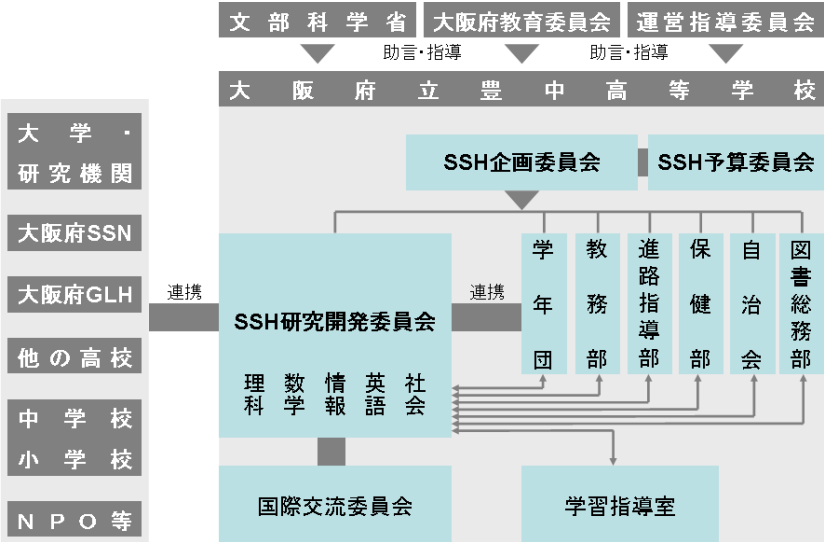 文部科学省
大阪府教育委員会
運営指導委員会
助言・指導
助言・指導
大阪府立豊中高等学校
大学・
研究機関
大阪府SSN
大阪府GLH
他の高校
中学校
小学校
NPO等
連携
SSH企画委員会
SSH予算委員会
SSH研究開発委員会
理科
数学
情報
英語
社会
連携
学年団
教務部
進路指導部
保健部
自治会
図書総務部
国際交流委員会
学習指導室